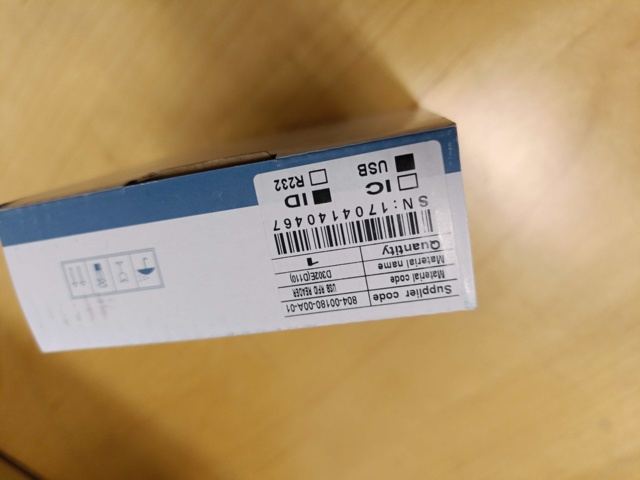 Supplier code 804-00180-00A-01
Material code USB RFID READER
Material name D302E(D110)
Quantity 1
SN:1704140467
IC ID
USB R232